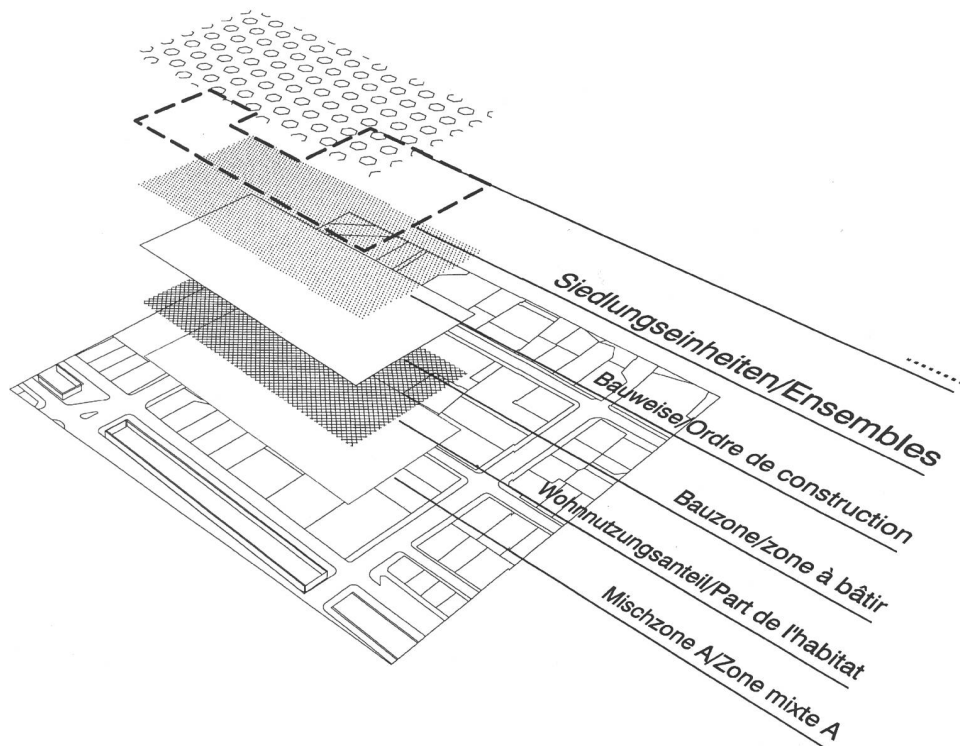 ........
Siedlungseinheiten/Ensembles
Bauweise/Ordre de construction
Bauzone/zone à bâtir
Wohnnutzungsanteil/Part de l'habitat
Mischzone A/Zone mixte A